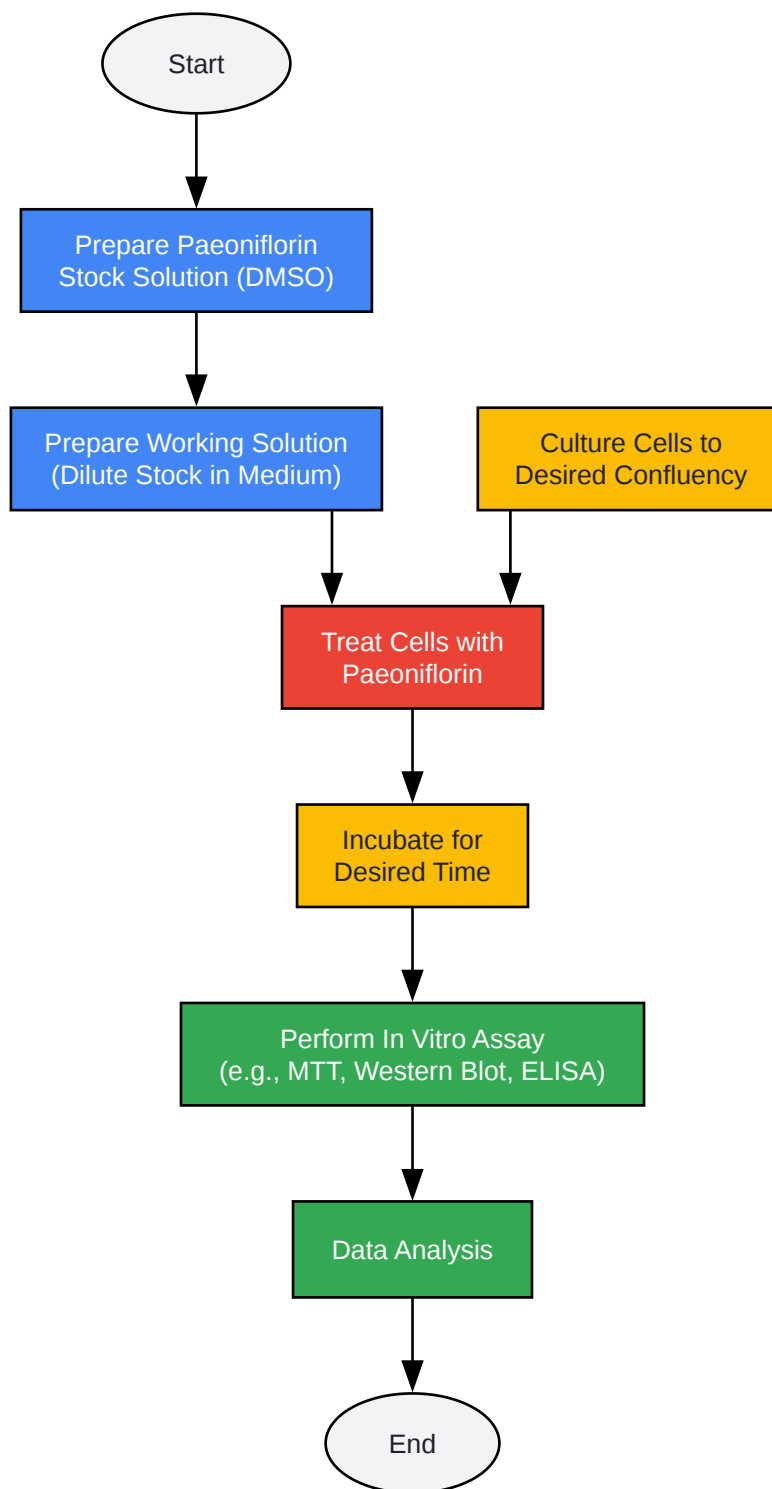 Start
Prepare Paeoniflorin
Stock Solution (DMSO)
Prepare Working Solution
(Dilute Stock in Medium)
Culture Cells to
Desired Confluency
Treat Cells with
Paeoniflorin
Incubate for
Desired Time
Perform In Vitro Assay
(e.g., MTT, Western Blot, ELISA)
Data Analysis
End